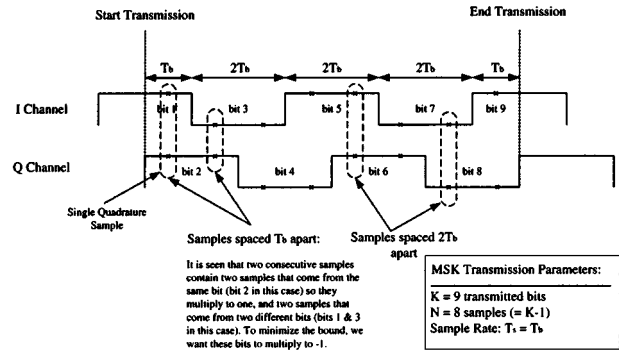 Start Transmission
End Transmission
Tb
2Tb
2Tb
2Tb
Tb
I Channel
bit 1
bit 3
bit 5
bit 7
bit 9
Q Channel
bit 2
bit 4
bit 6
bit 8
Single Quadrature
Sample
Samples spaced Tb apart:
Samples spaced 2Tb
apart
It is seen that two consecutive samples
contain two samples that come from the
same bit (bit 2 in this case) so they
multiply to one, and two samples that
come from two different bits (bits 1 & 3
in this case). To minimize the bound, we
want these bits to multiply to -1.
MSK Transmission Parameters:
K = 9 transmitted bits
N = 8 samples (= K-1)
Sample Rate: Ts = Tb